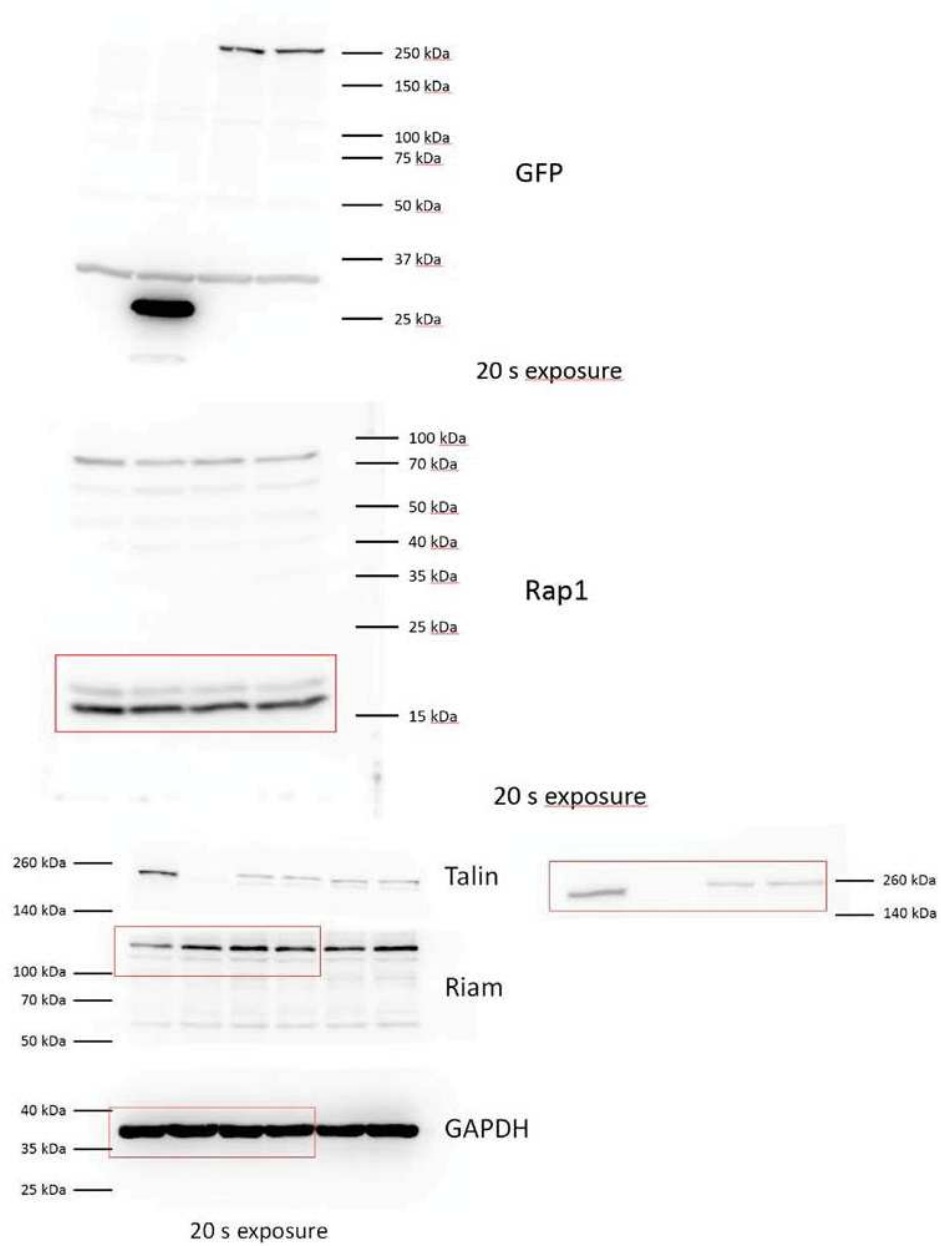 250 kDa
150 kDa
100 kDa
75 kDa
GFP
50 kDa
37 kDa
25 kDa
20 s exposure
100 kDa
70 kDa
50 kDa
40 kDa
35 kDa
Rap1
25 kDa
15 kDa
20 s exposure
260 kDa
Talin
140 kDa
260 kDa
140 kDa
100 kDa
Riam
70 kDa
50 kDa
40 kDa
GAPDH
35 kDa
25 kDa
20 s exposure